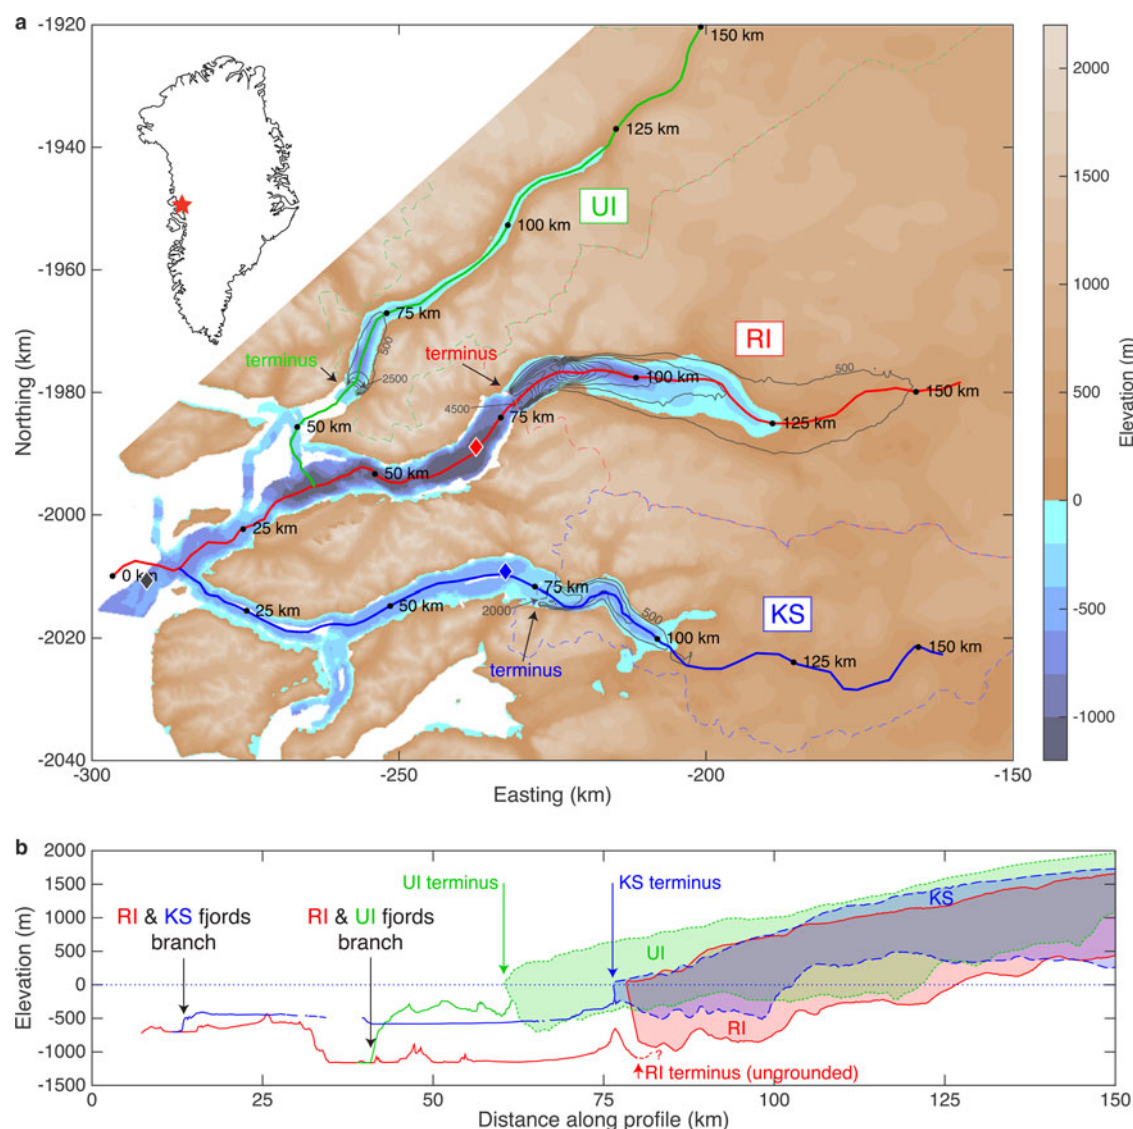 a
-1920
-1940
-1960
-1980
-2000
-2020
-2040
Northing (km)
-300
-250
-200
-150
Easting (km)
150 km
125 km
UI
100 km
75 km
500
2500
terminus
50 km
terminus
RI
500
100 km
150 km
4500
75 km
125 km
50 km
25 km
0 km
25 km
50 km
75 km
2000
500
KS
100 km
terminus
125 km
150 km
2000
1000
500
0
-500
-1000
Elevation (m)
b
2000
1500
1000
500
0
-500
-1000
-1500
Elevation (m)
UI terminus
KS terminus
RI & KS fjords
branch
RI & UI fjords
branch
UI
KS
RI
?
RI terminus (ungrounded)
0
25
50
75
100
125
150
Distance along profile (km)